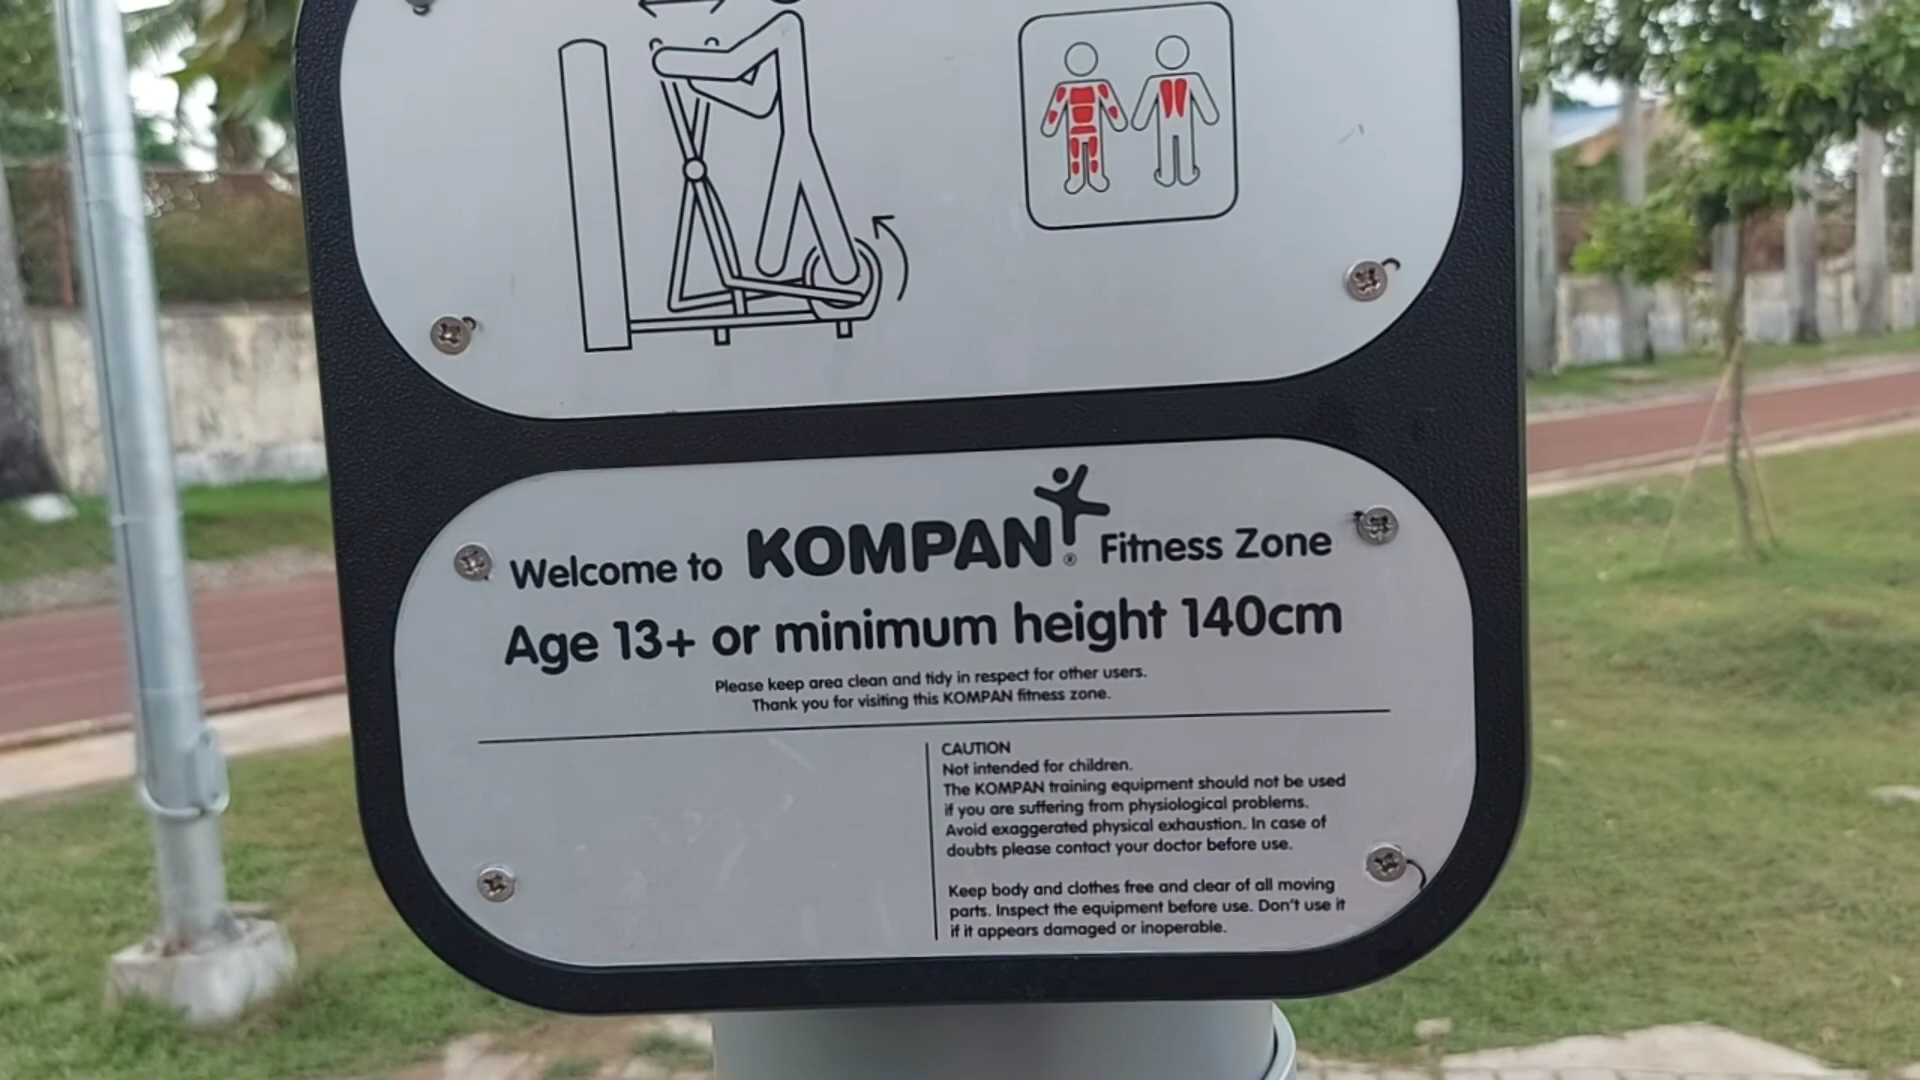 Welcome to KOMPAN® Fitness Zone
Age 13+ or minimum height 140cm
Please keep area clean and tidy in respect for other users.
Thank you for visiting this KOMPAN fitness zone.
CAUTION
Not intended for children.
The KOMPAN training equipment should not be used
if you are suffering from physiological problems.
Avoid exaggerated physical exhaustion. In case of
doubts please contact your doctor before use.
Keep body and clothes free and clear of all moving
parts. Inspect the equipment before use. Don't use it
if it appears damaged or inoperable.